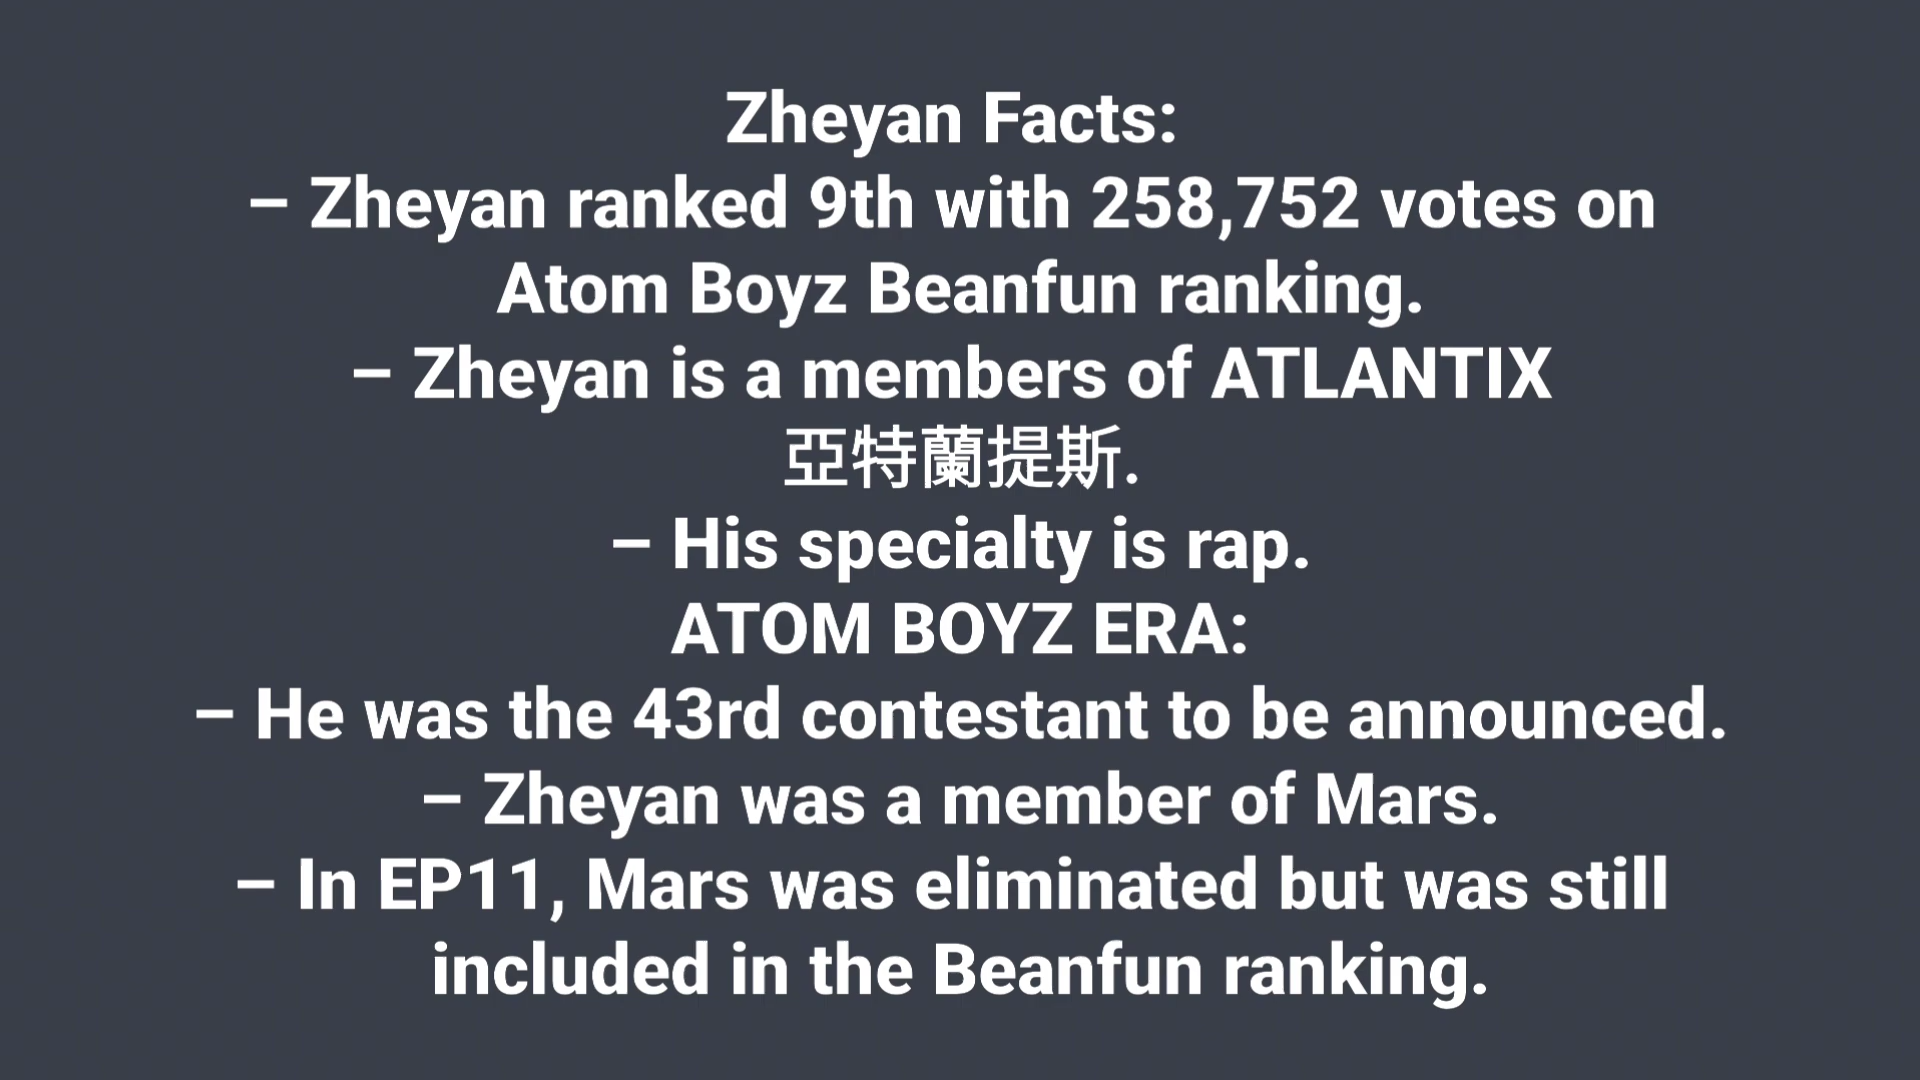 Zheyan Facts:
– Zheyan ranked 9th with 258,752 votes on
Atom Boyz Beanfun ranking.
– Zheyan is a members of ATLANTIX
亞特蘭提斯.
– His specialty is rap.
ATOM BOYZ ERA:
– He was the 43rd contestant to be announced.
– Zheyan was a member of Mars.
– In EP11, Mars was eliminated but was still
included in the Beanfun ranking.